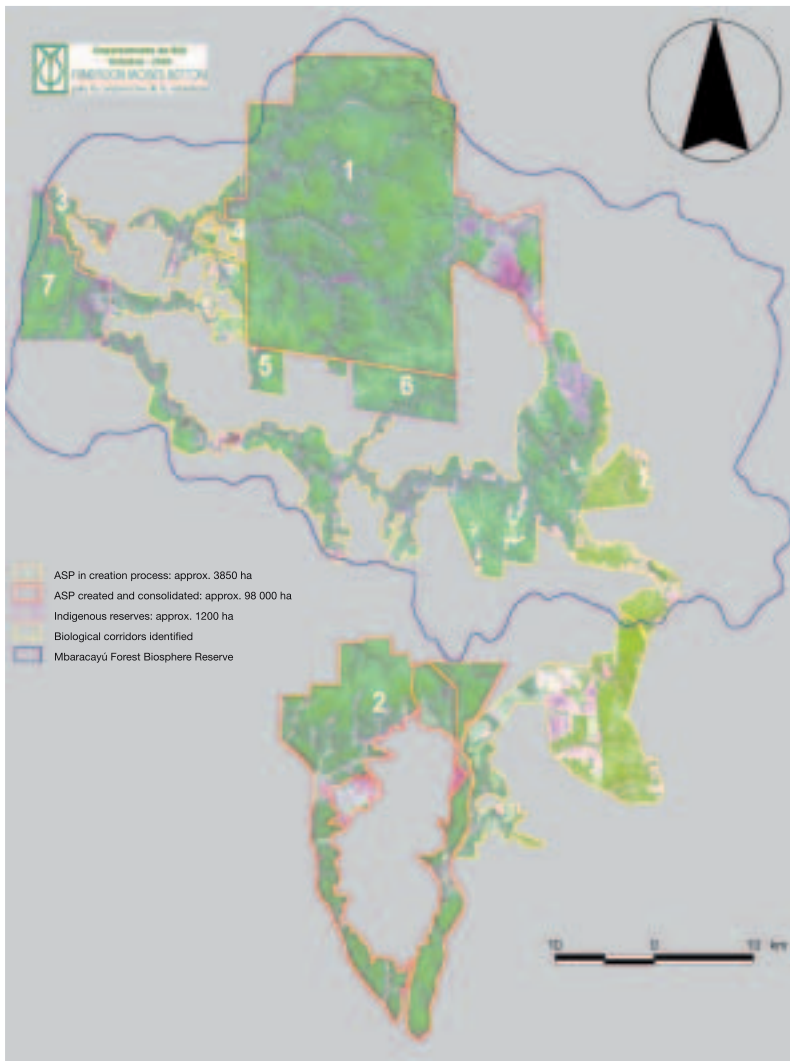 FUNDACION MOISES BERTONI
1
3
4
7
5
6
ASP in creation process: approx. 3850 ha
ASP created and consolidated: approx. 98 000 ha
Indigenous reserves: approx. 1200 ha
Biological corridors identified
Mbaracayú Forest Biosphere Reserve
2
10 0 10 km